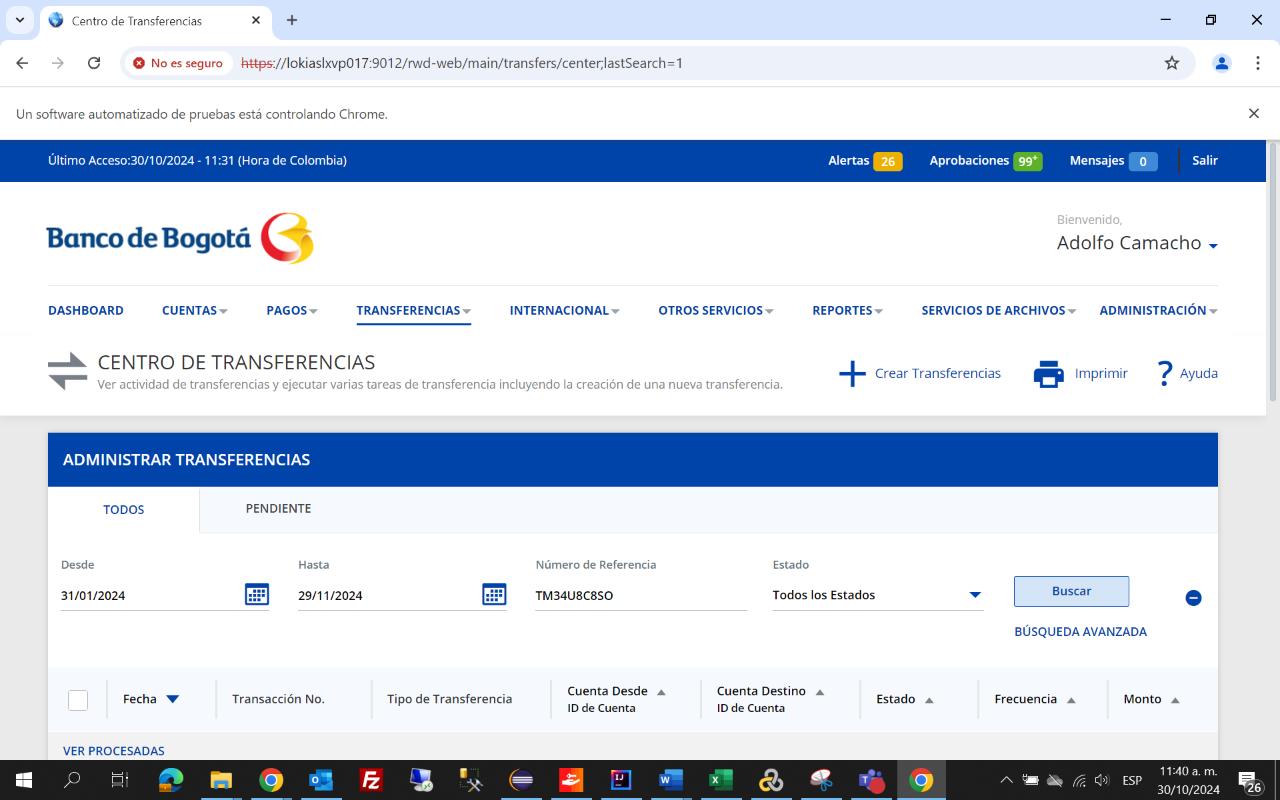 Centro de Transferencias
No es seguro
https://lokiaslxvp017:9012/rwd-web/main/transfers/center;lastSearch=1
Un software automatizado de pruebas está controlando Chrome.
Último Acceso:30/10/2024 - 11:31 (Hora de Colombia)
Alertas 26
Aprobaciones 99+
Mensajes 0
Salir
Banco de Bogotá
Bienvenido,
Adolfo Camacho
DASHBOARD
CUENTAS
PAGOS
TRANSFERENCIAS
INTERNACIONAL
OTROS SERVICIOS
REPORTES
SERVICIOS DE ARCHIVOS
ADMINISTRACIÓN
CENTRO DE TRANSFERENCIAS
Ver actividad de transferencias y ejecutar varias tareas de transferencia incluyendo la creación de una nueva transferencia.
Crear Transferencias
Imprimir
? Ayuda
ADMINISTRAR TRANSFERENCIAS
TODOS
PENDIENTE
Desde
Hasta
Número de Referencia
Estado
31/01/2024
29/11/2024
TM34U8C8SO
Todos los Estados
Buscar
BÚSQUEDA AVANZADA
Fecha
Transacción No.
Tipo de Transferencia
Cuenta Desde
ID de Cuenta
Cuenta Destino
ID de Cuenta
Estado
Frecuencia
Monto
VER PROCESADAS
ESP
11:40 a. m.
30/10/2024
26